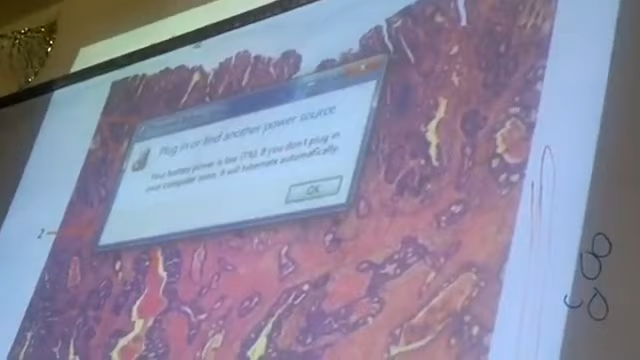 Plug in or find another power source
Your battery power is low (7%). If you don't plug in
your computer soon, it will hibernate automatically.
OK
2